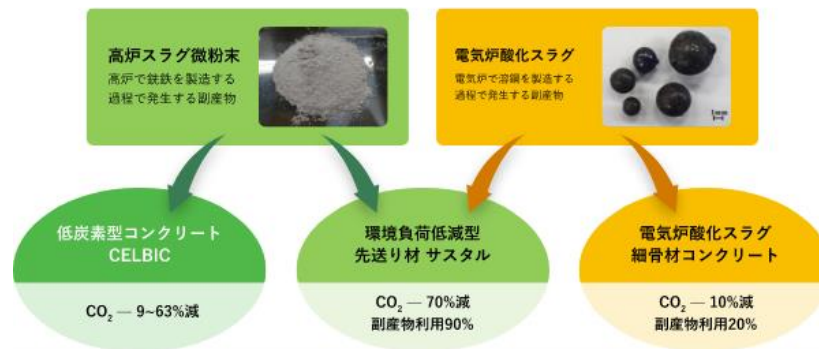 高炉スラグ微粉末
高炉で銑鉄を製造する
過程で発生する副産物
電気炉酸化スラグ
電気炉で溶鋼を製造する
過程で発生する副産物
1mm
低炭素型コンクリート
CELBIC
CO₂ — 9~63%減
環境負荷低減型
先送り材 サスタル
CO₂ — 70%減
副産物利用90%
電気炉酸化スラグ
細骨材コンクリート
CO₂ — 10%減
副産物利用20%